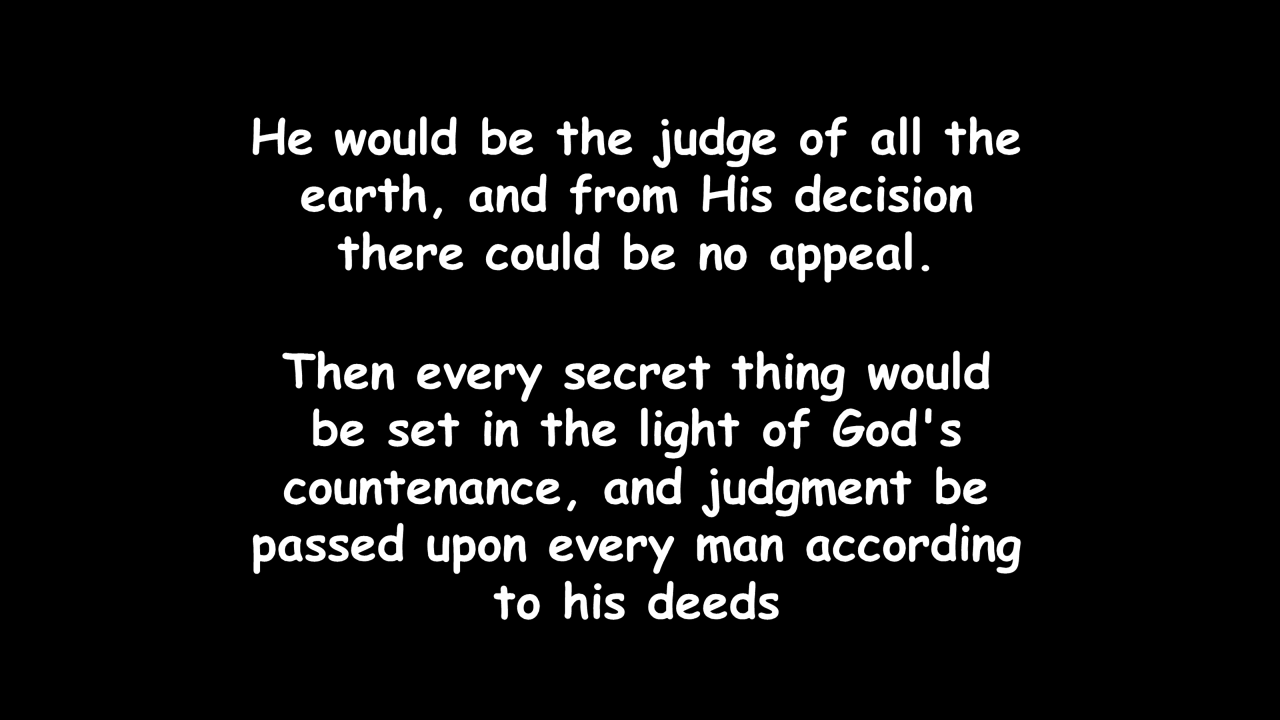 He would be the judge of all the
earth, and from His decision
there could be no appeal.
Then every secret thing would
be set in the light of God's
countenance, and judgment be
passed upon every man according
to his deeds